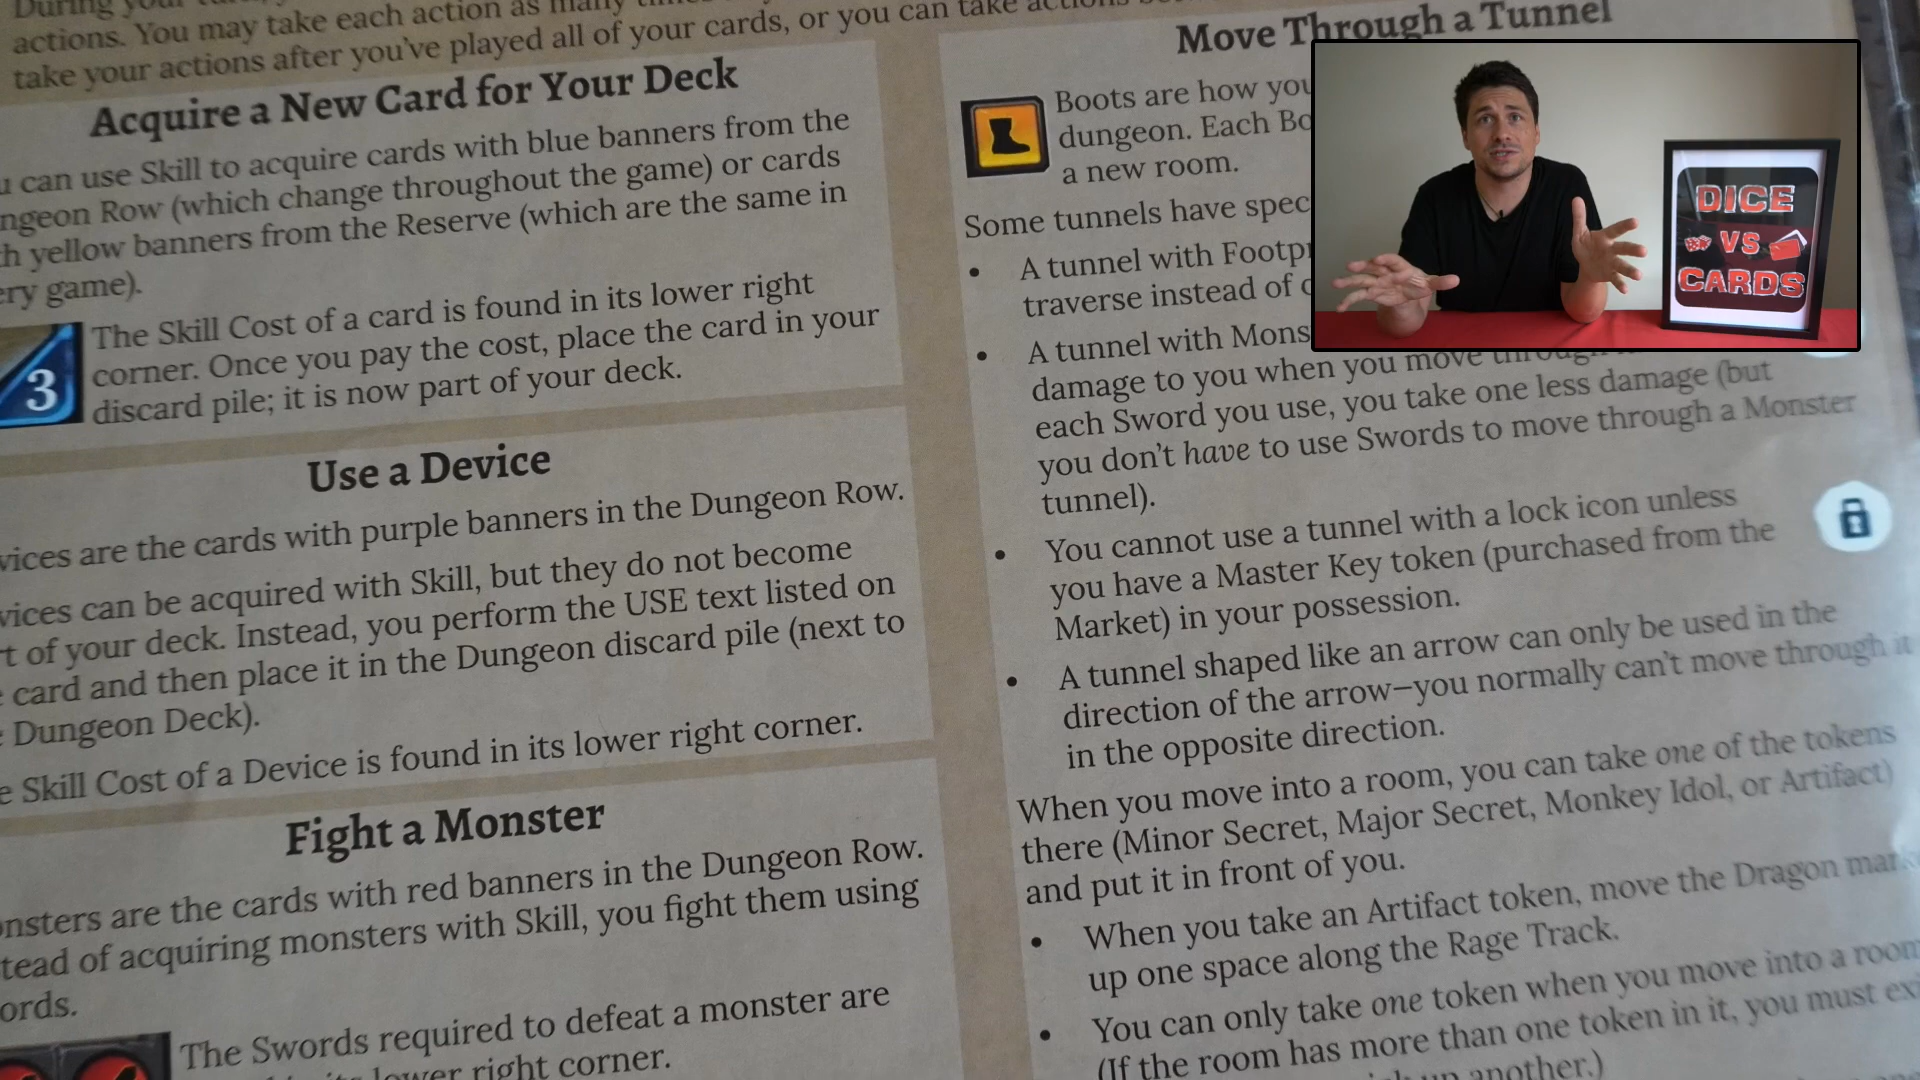 During your
actions. You may take each action as many
take your actions after you've played all of your cards, or you can take
Acquire a New Card for Your Deck
can use Skill to acquire cards with blue banners from the
ngeon Row (which change throughout the game) or cards
h yellow banners from the Reserve (which are the same in
ery game).
3
The Skill Cost of a card is found in its lower right
corner. Once you pay the cost, place the card in your
discard pile; it is now part of your deck.
Use a Device
vices are the cards with purple banners in the Dungeon Row.
vices can be acquired with Skill, but they do not become
t of your deck. Instead, you perform the USE text listed on
card and then place it in the Dungeon discard pile (next to
Dungeon Deck).
e Skill Cost of a Device is found in its lower right corner.
Fight a Monster
onsters are the cards with red banners in the Dungeon Row.
tead of acquiring monsters with Skill, you fight them using
ords.
The Swords required to defeat a monster are
lower right corner.
Move Through a Tunnel
Boots are how you
dungeon. Each Bo
a new room.
Some tunnels have spec
• A tunnel with Footpr
traverse instead of
• A tunnel with Mons
damage to you when you move through
each Sword you use, you take one less damage (but
you don't have to use Swords to move through a Monster
tunnel).
• You cannot use a tunnel with a lock icon unless
you have a Master Key token (purchased from the
Market) in your possession.
• A tunnel shaped like an arrow can only be used in the
direction of the arrow—you normally can't move through it
in the opposite direction.
When you move into a room, you can take one of the tokens
there (Minor Secret, Major Secret, Monkey Idol, or Artifact)
and put it in front of you.
• When you take an Artifact token, move the Dragon mar
up one space along the Rage Track.
• You can only take one token when you move into a room
(If the room has more than one token in it, you must exi
up another.)
DICE
VS
CARDS